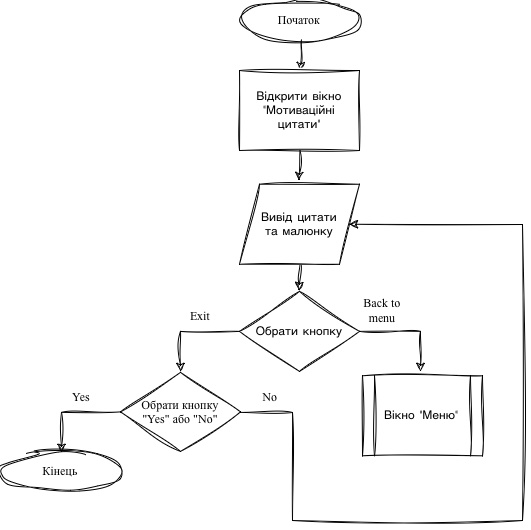 Початок
Відкрити вікно
"Мотиваційні
цитати"
Вивід цитати
та малюнку
Обрати кнопку
Exit
Back to
menu
Обрати кнопку
"Yes" або "No"
Yes
No
Вікно "Меню"
Кінець